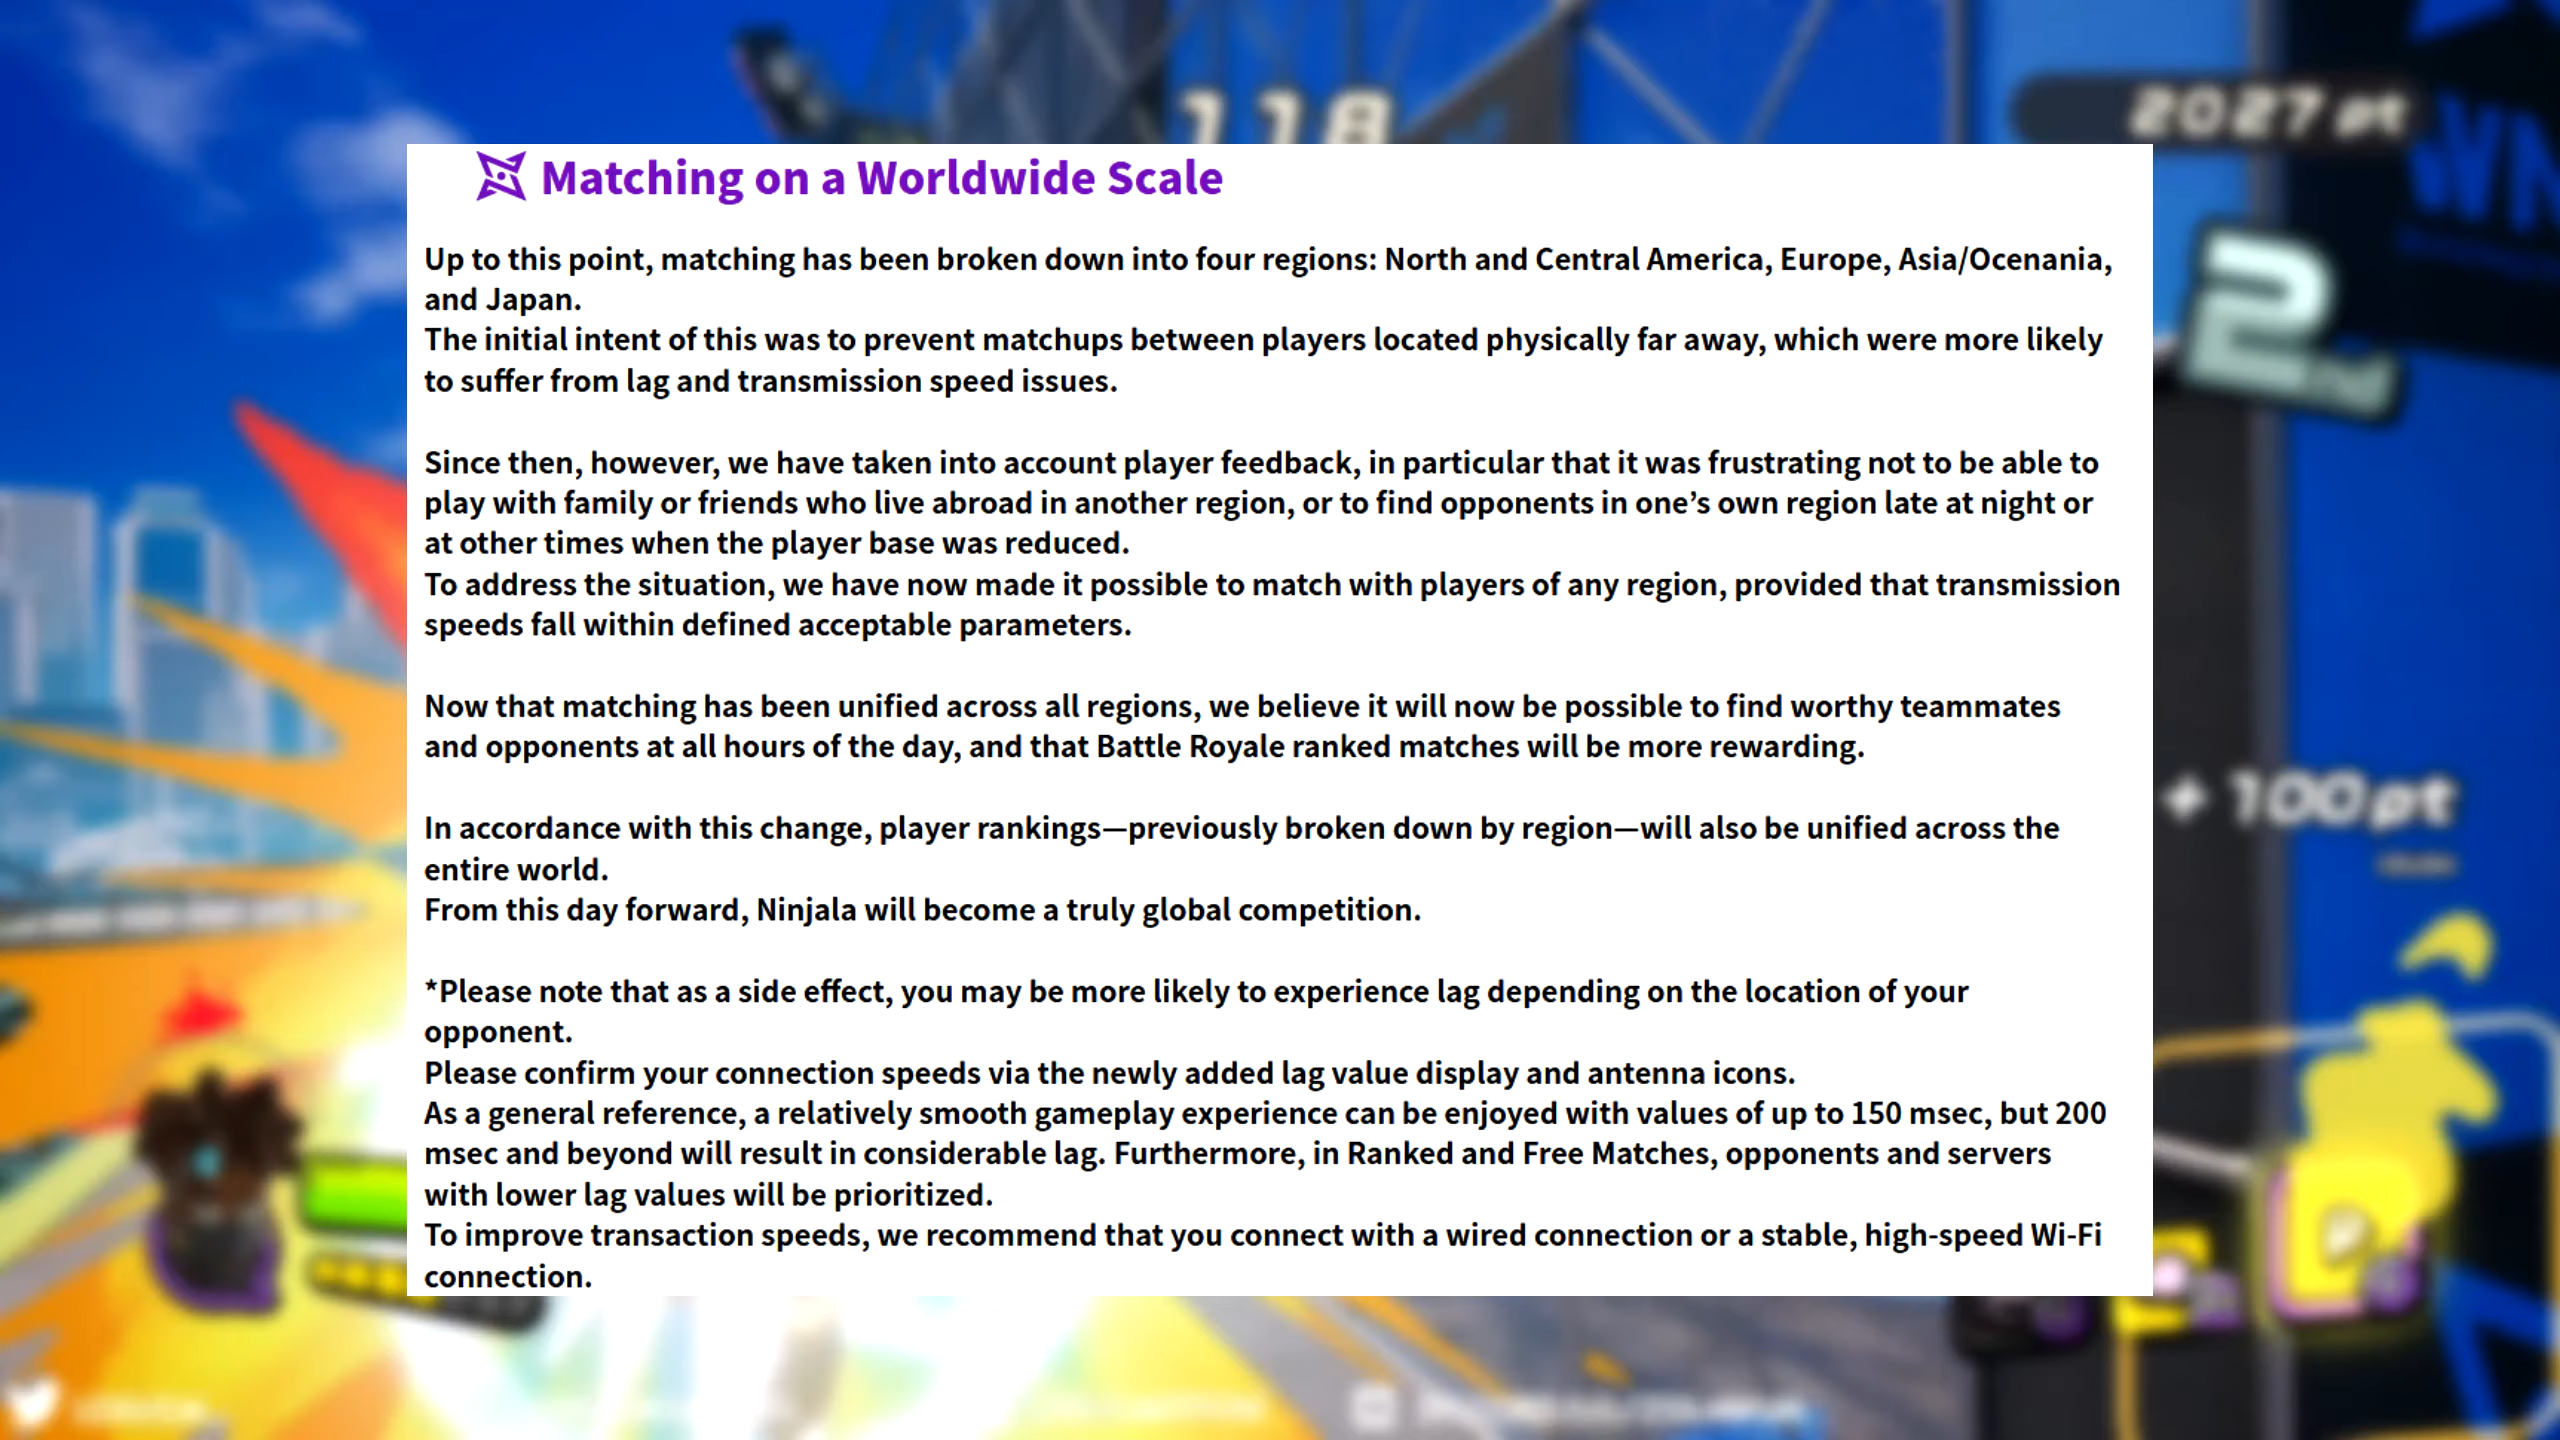 118
2027 pt
2nd
+100pt
Matching on a Worldwide Scale
Up to this point, matching has been broken down into four regions: North and Central America, Europe, Asia/Ocenania,
and Japan.
The initial intent of this was to prevent matchups between players located physically far away, which were more likely
to suffer from lag and transmission speed issues.
Since then, however, we have taken into account player feedback, in particular that it was frustrating not to be able to
play with family or friends who live abroad in another region, or to find opponents in one’s own region late at night or
at other times when the player base was reduced.
To address the situation, we have now made it possible to match with players of any region, provided that transmission
speeds fall within defined acceptable parameters.
Now that matching has been unified across all regions, we believe it will now be possible to find worthy teammates
and opponents at all hours of the day, and that Battle Royale ranked matches will be more rewarding.
In accordance with this change, player rankings—previously broken down by region—will also be unified across the
entire world.
From this day forward, Ninjala will become a truly global competition.
*Please note that as a side effect, you may be more likely to experience lag depending on the location of your
opponent.
Please confirm your connection speeds via the newly added lag value display and antenna icons.
As a general reference, a relatively smooth gameplay experience can be enjoyed with values of up to 150 msec, but 200
msec and beyond will result in considerable lag. Furthermore, in Ranked and Free Matches, opponents and servers
with lower lag values will be prioritized.
To improve transaction speeds, we recommend that you connect with a wired connection or a stable, high-speed Wi-Fi
connection.